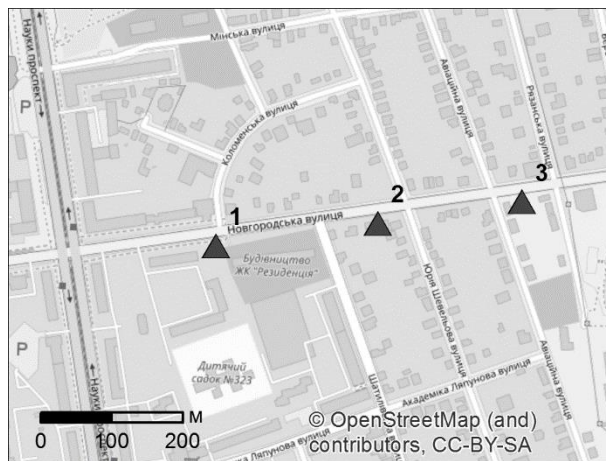 Науки проспект
Мінська вулиця
Коломенська вулиця
Авіаційна вулиця
Рязанська вулиця
P
1
Новгородська вулиця
2
3
Будівництво
ЖК "Резиденція"
Юрія Шевельова вулиця
P
Дитячий
садок №323
Науки
Академіка Ляпунова вулиця
Авіаційна вулиця
Ляпунова вулиця
M
0 100 200
© OpenStreetMap (and)
contributors, CC-BY-SA